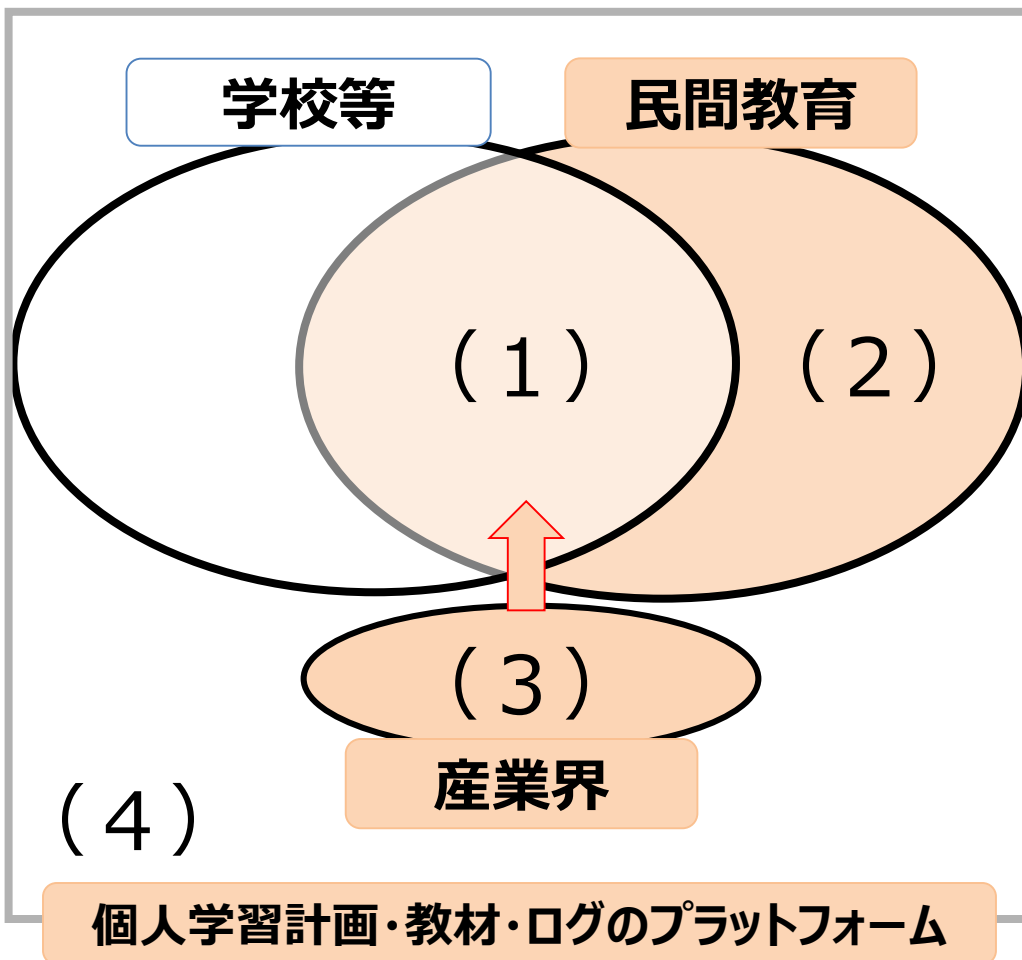 学校等
民間教育
（１）
（２）
（３）
産業界
（４）
個人学習計画・教材・ログのプラットフォーム